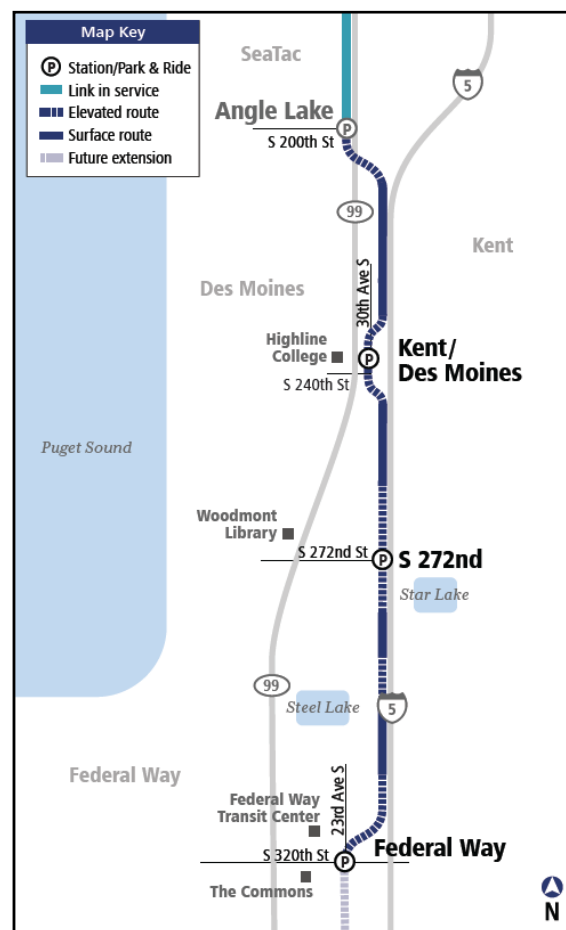 Map Key
Station/Park & Ride
Link in service
Elevated route
Surface route
Future extension
P
SeaTac
5
Angle Lake
P
S 200th St
99
Kent
30th Ave S
Des Moines
Highline
College
P
Kent/
Des Moines
S 240th St
Puget Sound
Woodmont
Library
S 272nd St
P
S 272nd
Star Lake
99
Steel Lake
5
Federal Way
23rd Ave S
Federal Way
Transit Center
S 320th St
P
Federal Way
The Commons
N